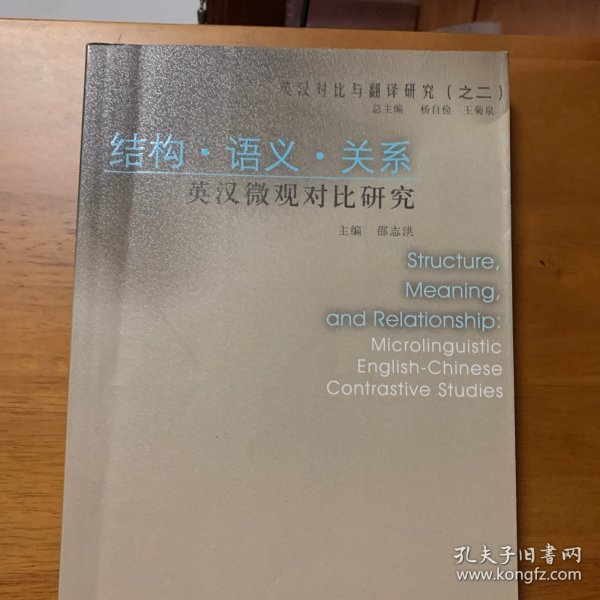 英汉对比与翻译研究(之二)
总主编 杨自俭 王菊泉
结构·语义·关系
英汉微观对比研究
主编 邵志洪
Structure,
Meaning,
and Relationship:
Microlinguistic
English-Chinese
Contrastive Studies
孔夫子旧书网
www.kongfz.com